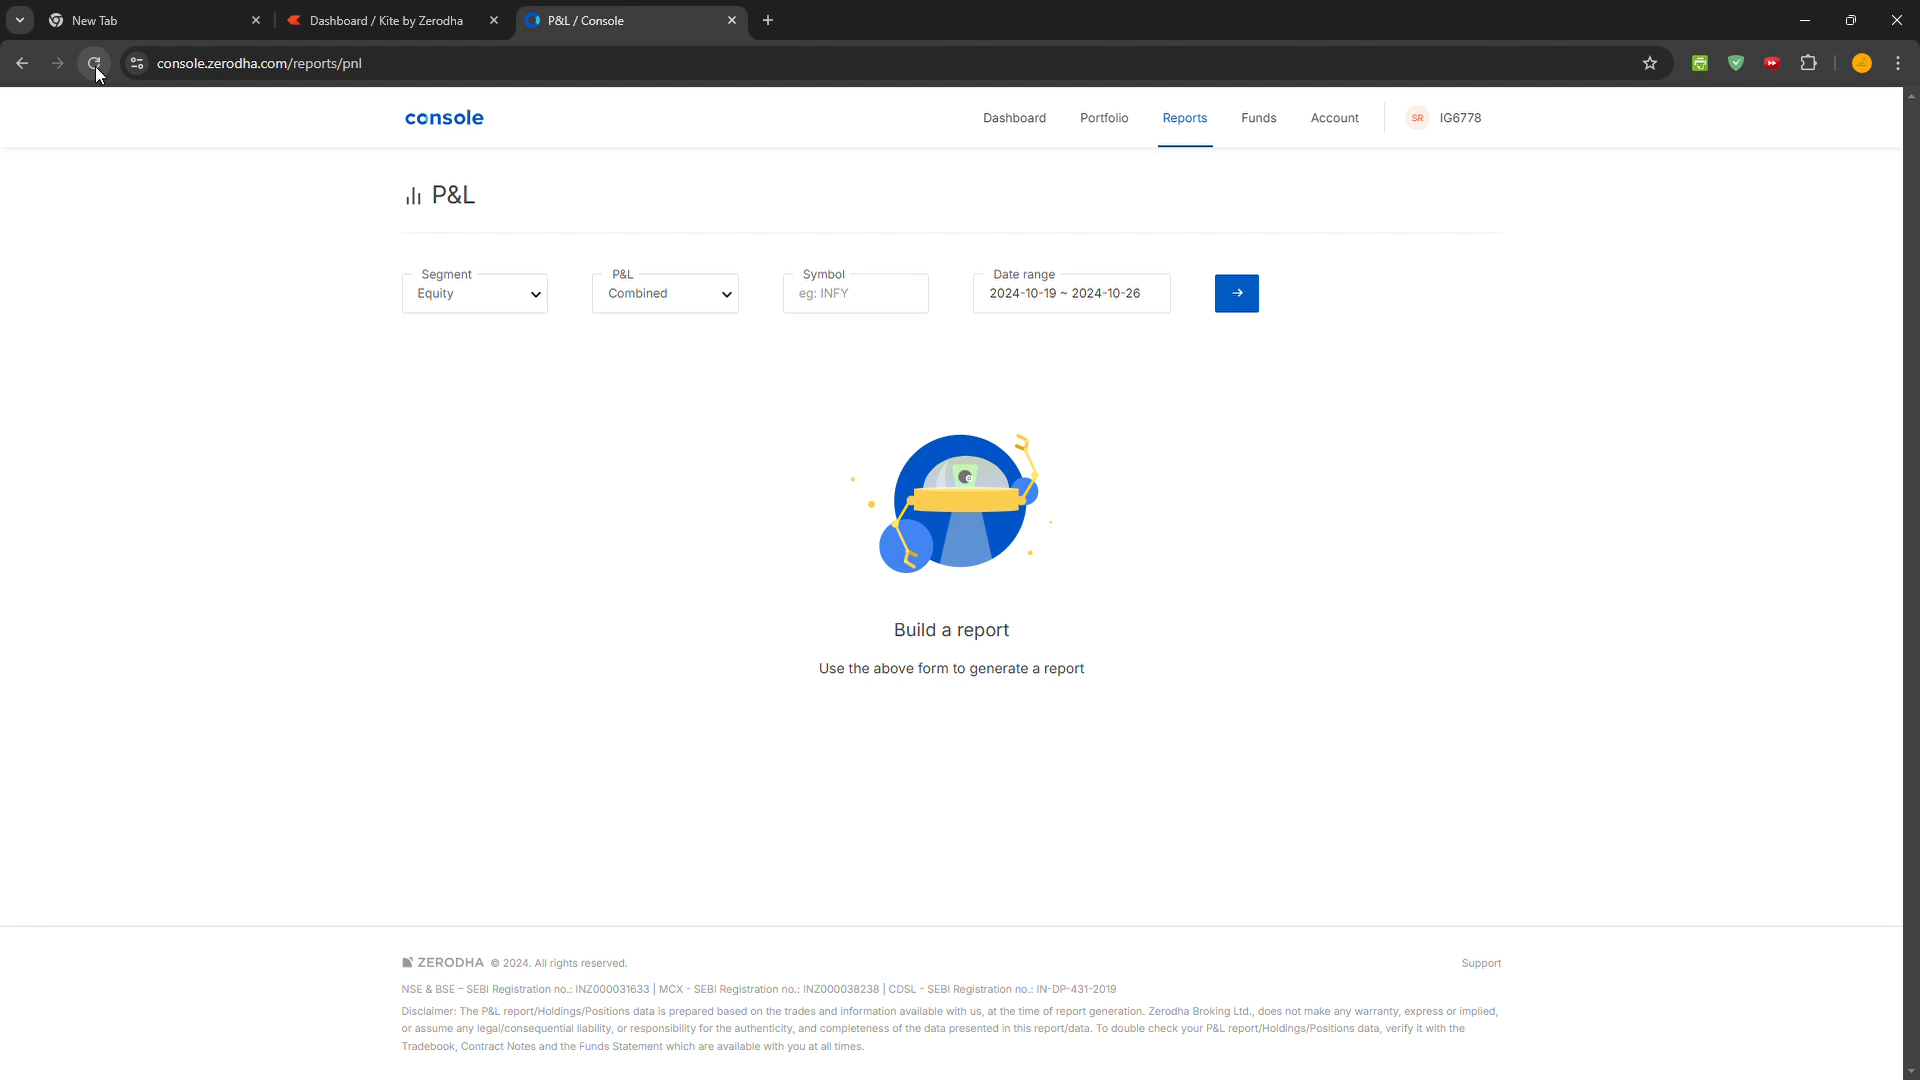 New Tab
Dashboard / Kite by Zerodha
P&L / Console
console.zerodha.com/reports/pnl
console
Dashboard
Portfolio
Reports
Funds
Account
SR
IG6778
P&L
Segment
Equity
P&L
Combined
Symbol
eg: INFY
Date range
2024-10-19 ~ 2024-10-26
Build a report
Use the above form to generate a report
ZERODHA © 2024. All rights reserved.
Support
NSE & BSE – SEBI Registration no.: INZ000031633 | MCX - SEBI Registration no.: INZ000038238 | CDSL - SEBI Registration no.: IN-DP-431-2019
Disclaimer: The P&L report/Holdings/Positions data is prepared based on the trades and information available with us, at the time of report generation. Zerodha Broking Ltd., does not make any warranty, express or implied,
or assume any legal/consequential liability, or responsibility for the authenticity, and completeness of the data presented in this report/data. To double check your P&L report/Holdings/Positions data, verify it with the
Tradebook, Contract Notes and the Funds Statement which are available with you at all times.